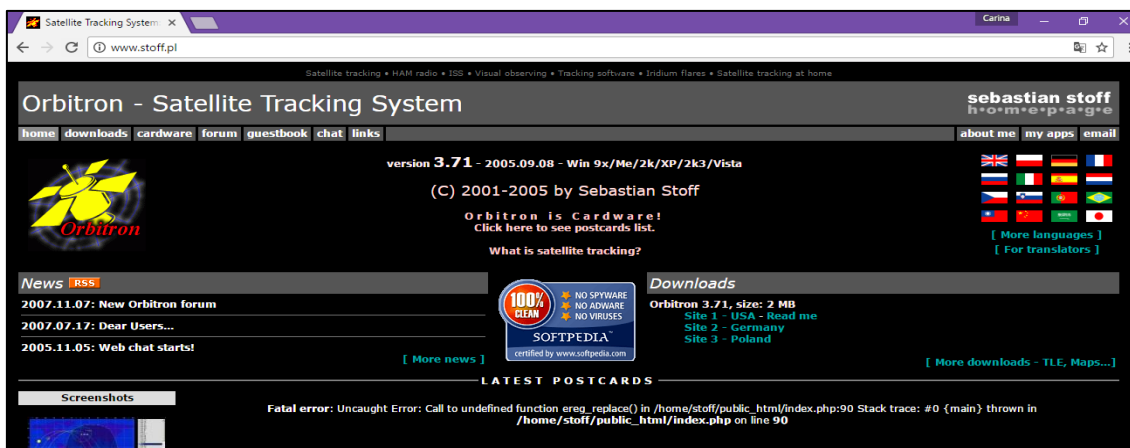 Satellite Tracking System
Carina
www.stoff.pl
Satellite tracking • HAM radio • ISS • Visual observing • Tracking software • Iridium flares • Satellite tracking at home
Orbitron - Satellite Tracking System
sebastian stoff
h•o•m•e•p•a•g•e
home downloads cardware forum guestbook chat links
about me my apps email
Orbitron
version 3.71 - 2005.09.08 - Win 9x/Me/2k/XP/2k3/Vista
(C) 2001-2005 by Sebastian Stoff
Orbitron is Cardware!
Click here to see postcards list.
What is satellite tracking?
[ More languages ]
[ For translators ]
News RSS
2007.11.07: New Orbitron forum
2007.07.17: Dear Users...
2005.11.05: Web chat starts!
[ More news ]
100%
CLEAN
NO SPYWARE
NO ADWARE
NO VIRUSES
SOFTPEDIA
certified by www.softpedia.com
Downloads
Orbitron 3.71, size: 2 MB
Site 1 - USA - Read me
Site 2 - Germany
Site 3 - Poland
[ More downloads - TLE, Maps...]
LATEST POSTCARDS
Screenshots
Fatal error: Uncaught Error: Call to undefined function ereg_replace() in /home/stoff/public_html/index.php:90 Stack trace: #0 {main} thrown in
/home/stoff/public_html/index.php on line 90